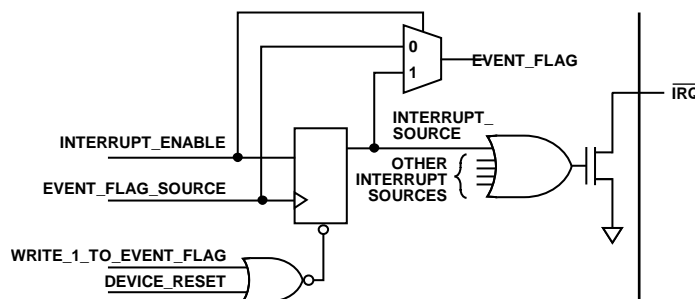 0
EVENT_FLAG
1
INTERRUPT_
SOURCE
IRQ
INTERRUPT_ENABLE
OTHER
INTERRUPT
SOURCES
EVENT_FLAG_SOURCE
WRITE_1_TO_EVENT_FLAG
DEVICE_RESET